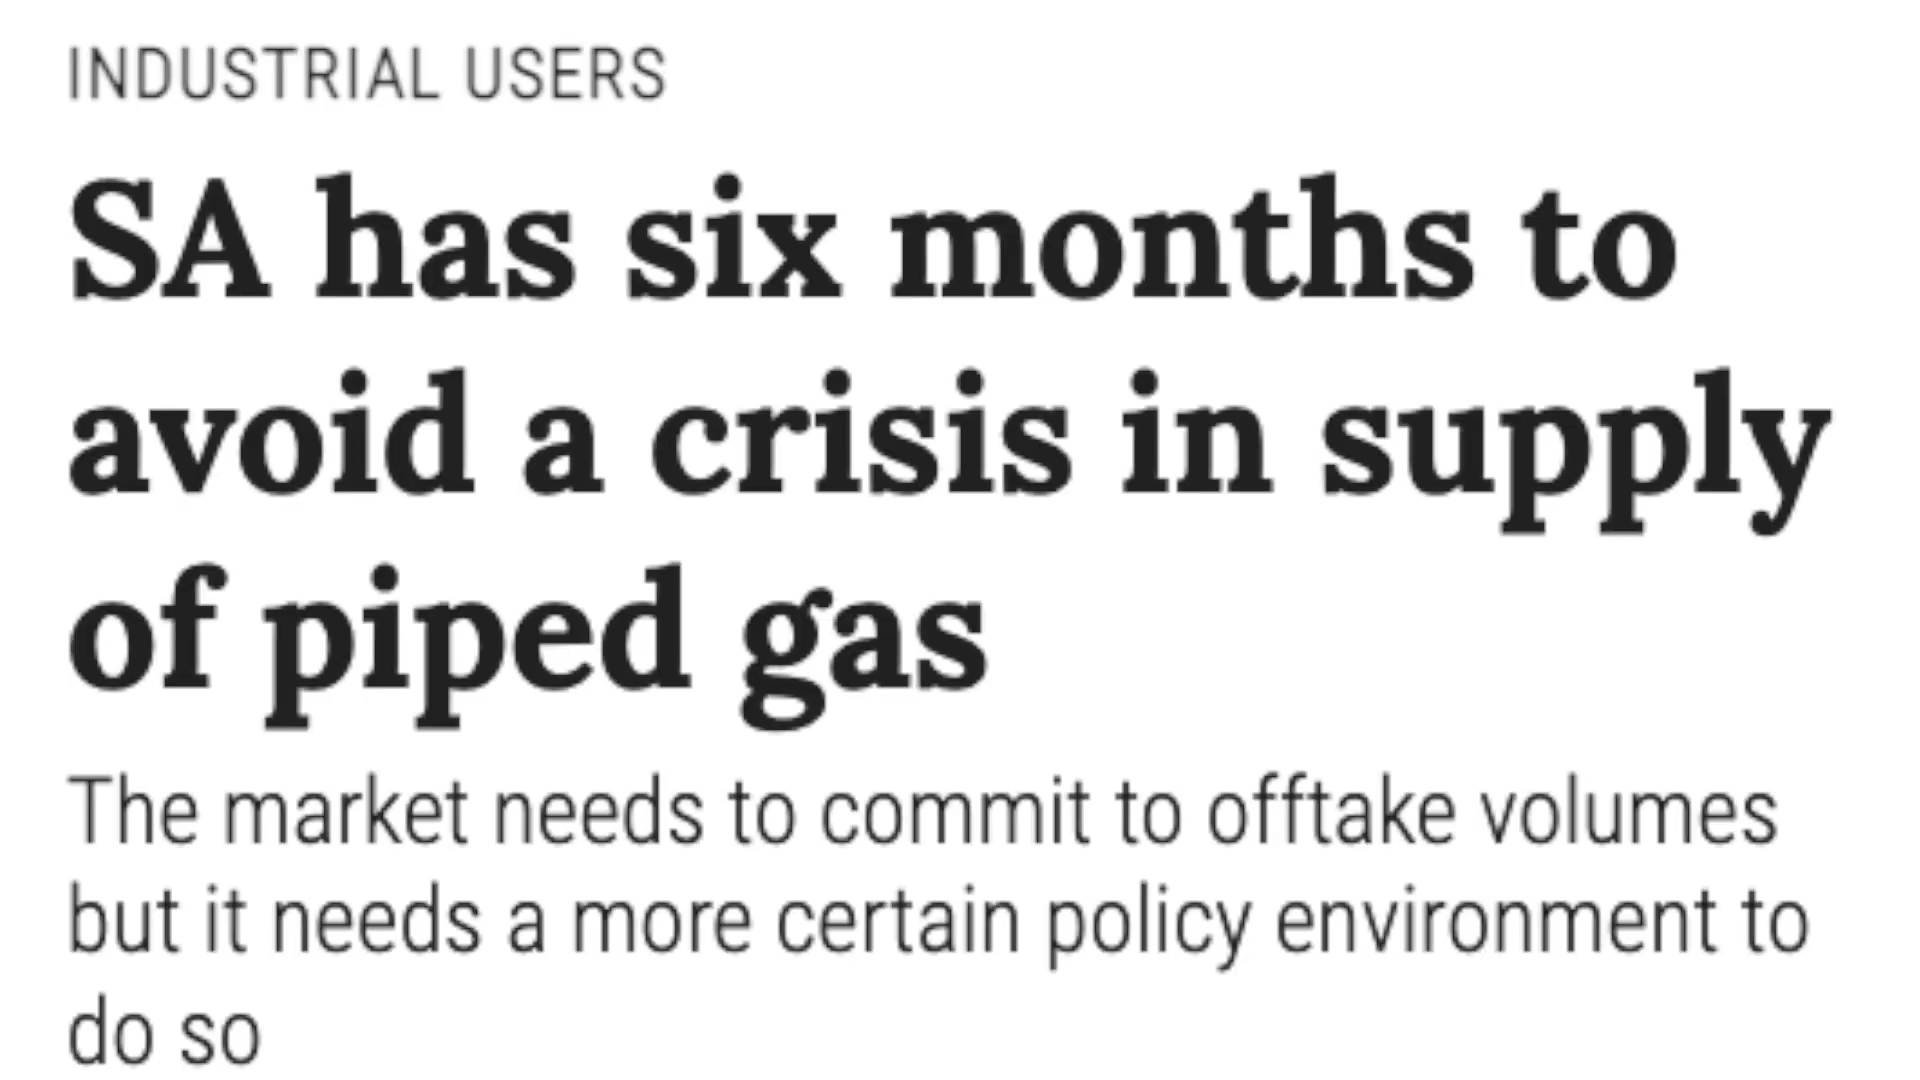 INDUSTRIAL USERS
SA has six months to
avoid a crisis in supply
of piped gas
The market needs to commit to offtake volumes
but it needs a more certain policy environment to
do so